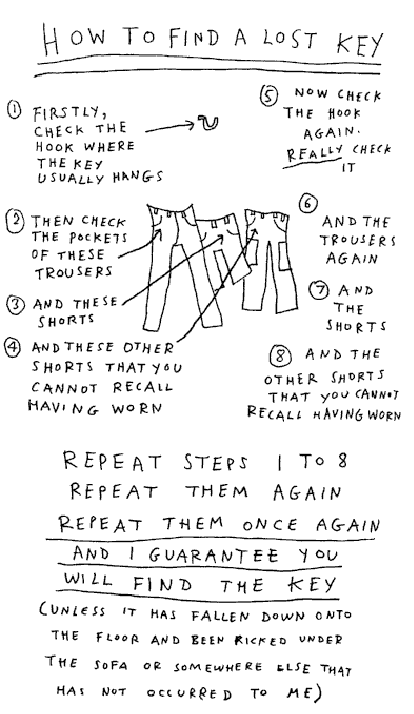 HOW TO FIND A LOST KEY
① FIRSTLY,
CHECK THE
HOOK WHERE
THE KEY
USUALLY HANGS
② THEN CHECK
THE POCKETS
OF THESE
TROUSERS
③ AND THESE
SHORTS
④ AND THESE OTHER
SHORTS THAT YOU
CANNOT RECALL
HAVING WORN
⑤ NOW CHECK
THE HOOK
AGAIN.
REALLY CHECK
IT
⑥
AND THE
TROUSERS
AGAIN
⑦ AND
THE
SHORTS
⑧ AND THE
OTHER SHORTS
THAT YOU CANNOT
RECALL HAVING WORN
REPEAT STEPS 1 TO 8
REPEAT THEM AGAIN
REPEAT THEM ONCE AGAIN
AND I GUARANTEE YOU
WILL FIND THE KEY
(UNLESS IT HAS FALLEN DOWN ONTO
THE FLOOR AND BEEN KICKED UNDER
THE SOFA OR SOMEWHERE ELSE THAT
HAS NOT OCCURRED TO ME)